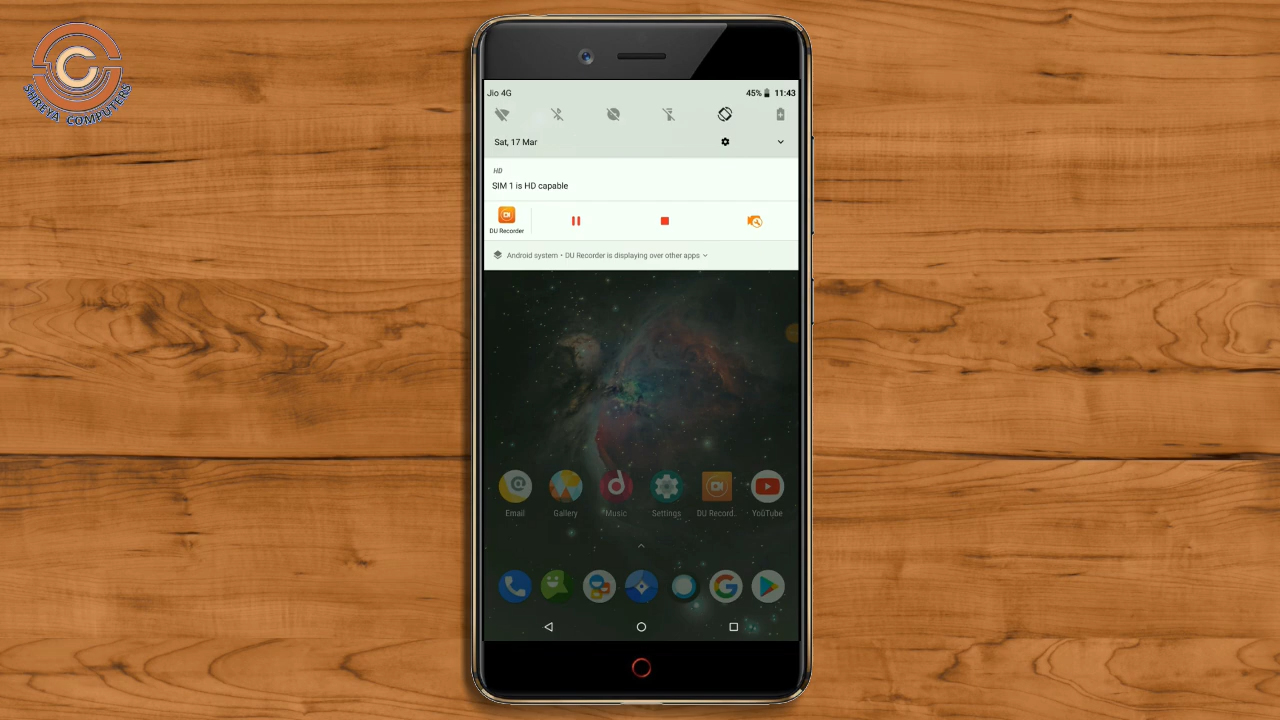 SHREYA COMPUTERS
Jio 4G
45%
11:43
Sat, 17 Mar
HD
SIM 1 is HD capable
DU Recorder
Android system • DU Recorder is displaying over other apps
Email
Gallery
Music
Settings
DU Record..
YouTube